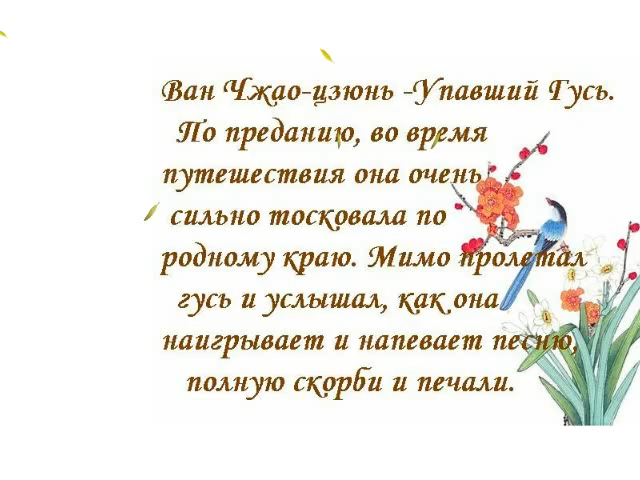 Ван Чжао-цзюнь -Упавший Гусь.
По преданию, во время
путешествия она очень
сильно тосковала по
родному краю. Мимо пролетал
гусь и услышал, как она
наигрывает и напевает песню,
полную скорби и печали.